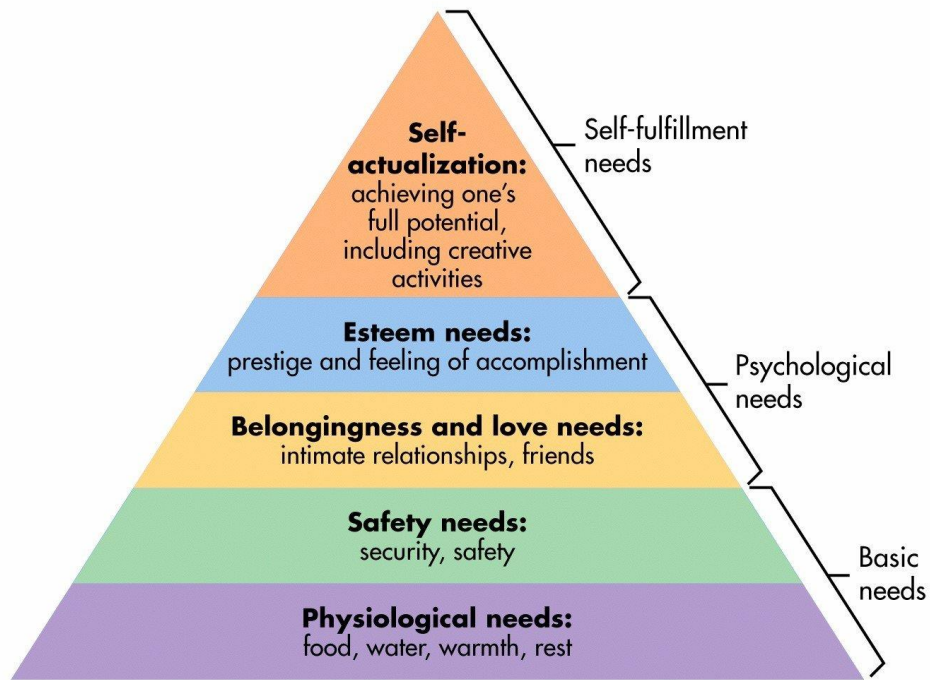 Self-
actualization:
achieving one's
full potential,
including creative
activities
Self-fulfillment
needs
Esteem needs:
prestige and feeling of accomplishment
Psychological
needs
Belongingness and love needs:
intimate relationships, friends
Safety needs:
security, safety
Basic
needs
Physiological needs:
food, water, warmth, rest